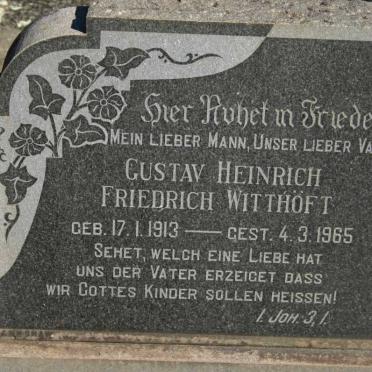 Hier Ruhet in Friede
MEIN LIEBER MANN, UNSER LIEBER VA
GUSTAV HEINRICH
FRIEDRICH WITTHÖFT
GEB. 17. 1. 1913 — GEST. 4. 3. 1965
SEHET, WELCH EINE LIEBE HAT
UNS DER VATER ERZEIGET DASS
WIR GOTTES KINDER SOLLEN HEISSEN!
I. JOH. 3, 1.